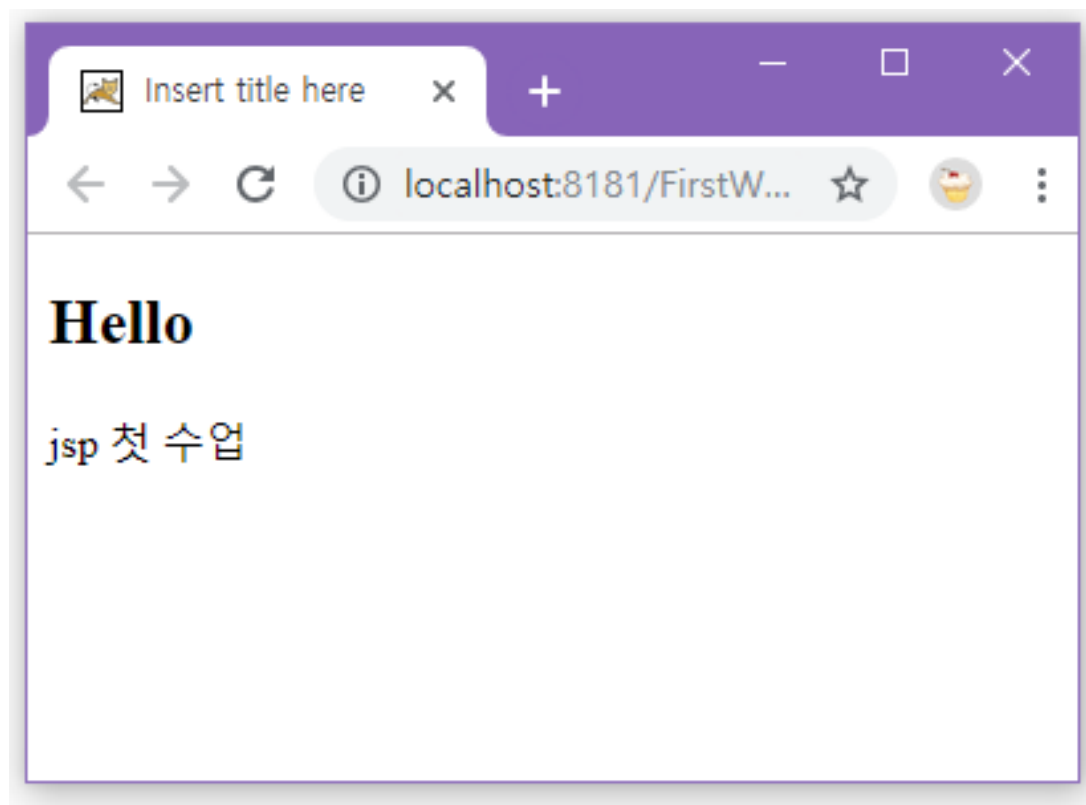 Insert title here
localhost:8181/FirstW...
Hello
jsp 첫 수업